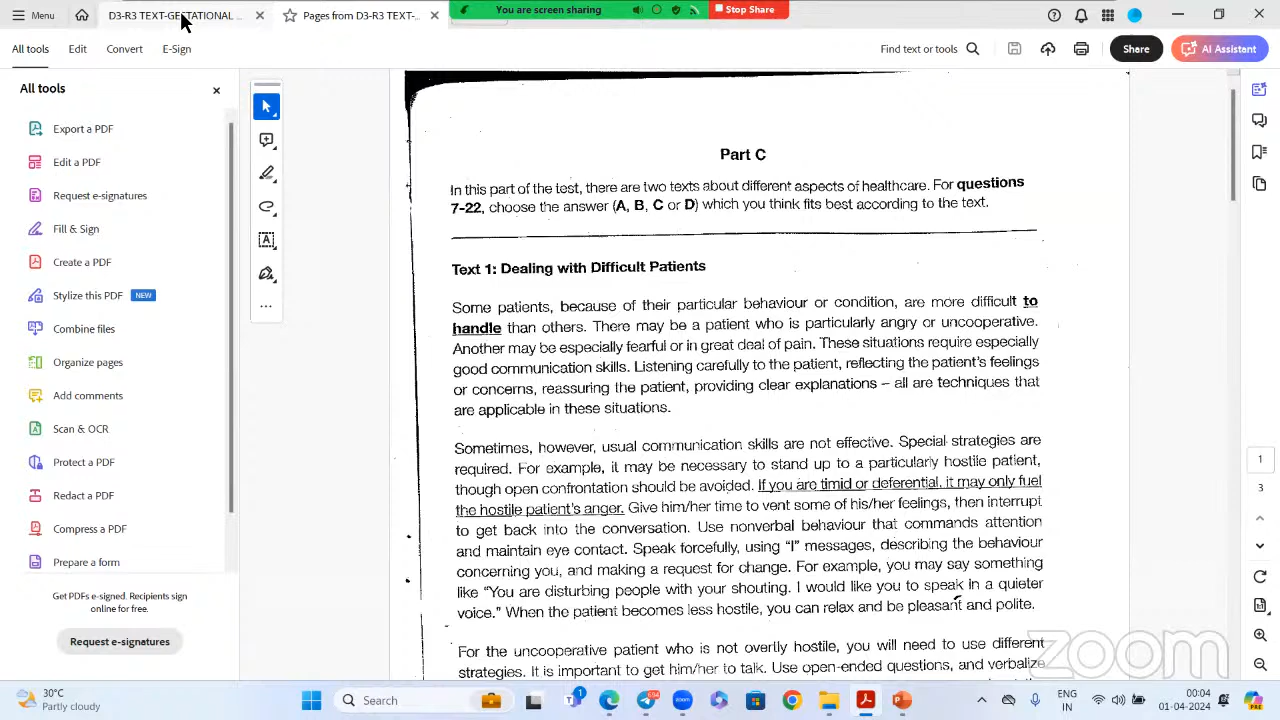 D3-R3 TEXT-GESTATIONAL ...
Pages from D3-R3 TEXT-...
You are screen sharing
Stop Share
All tools
Edit
Convert
E-Sign
Find text or tools
Share
AI Assistant
All tools
Export a PDF
Edit a PDF
Request e-signatures
Fill & Sign
Create a PDF
Stylize this PDF NEW
Combine files
Organize pages
Add comments
Scan & OCR
Protect a PDF
Redact a PDF
Compress a PDF
Prepare a form
Get PDFs e-signed. Recipients sign
online for free.
Request e-signatures
Part C
In this part of the test, there are two texts about different aspects of healthcare. For questions
7-22, choose the answer (A, B, C or D) which you think fits best according to the text.
Text 1: Dealing with Difficult Patients
Some patients, because of their particular behaviour or condition, are more difficult to
handle than others. There may be a patient who is particularly angry or uncooperative.
Another may be especially fearful or in great deal of pain. These situations require especially
good communication skills. Listening carefully to the patient, reflecting the patient's feelings
or concerns, reassuring the patient, providing clear explanations – all are techniques that
are applicable in these situations.
Sometimes, however, usual communication skills are not effective. Special strategies are
required. For example, it may be necessary to stand up to a particularly hostile patient,
though open confrontation should be avoided. If you are timid or deferential, it may only fuel
the hostile patient's anger. Give him/her time to vent some of his/her feelings, then interrupt
to get back into the conversation. Use nonverbal behaviour that commands attention
and maintain eye contact. Speak forcefully, using "I" messages, describing the behaviour
concerning you, and making a request for change. For example, you may say something
like "You are disturbing people with your shouting. I would like you to speak in a quieter
voice." When the patient becomes less hostile, you can relax and be pleasant and polite.
For the uncooperative patient who is not overtly hostile, you will need to use different
strategies. It is important to get him/her to talk. Use open-ended questions, and verbalize
zoom
1
3
30°C
Partly cloudy
Search
1
zoom
ENG
IN
00:04
01-04-2024